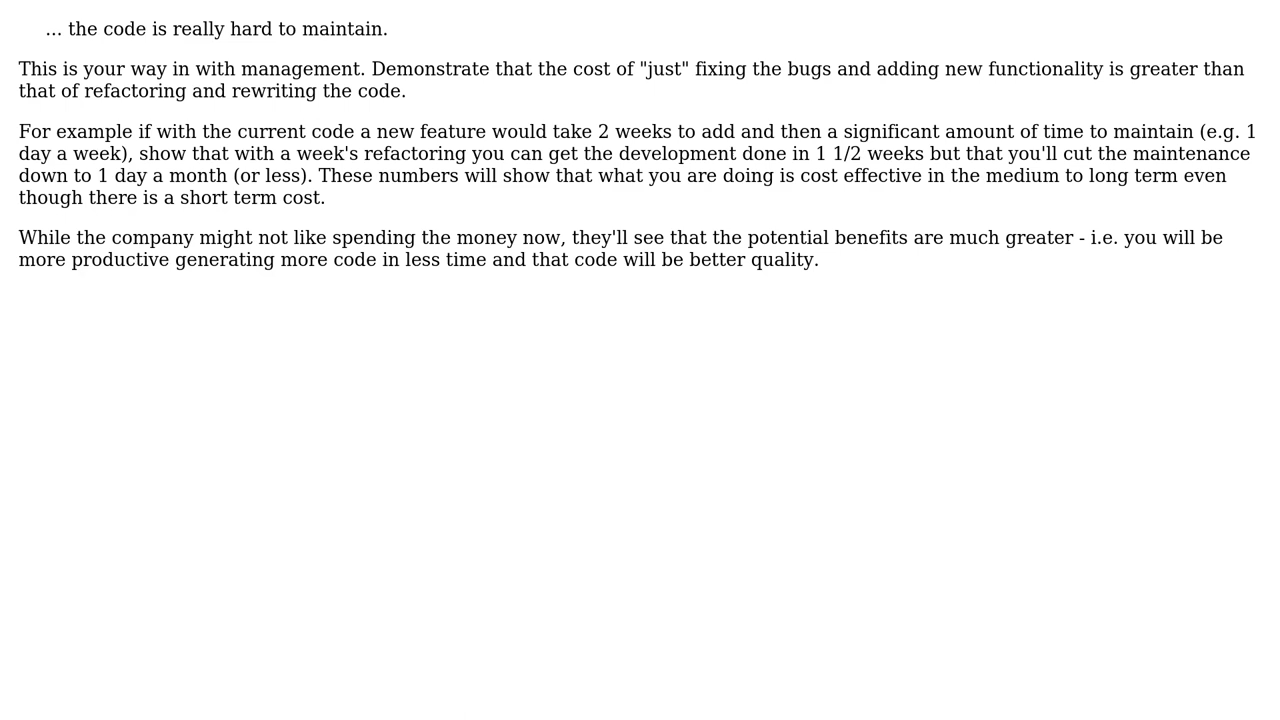 ... the code is really hard to maintain.
This is your way in with management. Demonstrate that the cost of "just" fixing the bugs and adding new functionality is greater than
that of refactoring and rewriting the code.
For example if with the current code a new feature would take 2 weeks to add and then a significant amount of time to maintain (e.g. 1
day a week), show that with a week's refactoring you can get the development done in 1 1/2 weeks but that you'll cut the maintenance
down to 1 day a month (or less). These numbers will show that what you are doing is cost effective in the medium to long term even
though there is a short term cost.
While the company might not like spending the money now, they'll see that the potential benefits are much greater - i.e. you will be
more productive generating more code in less time and that code will be better quality.